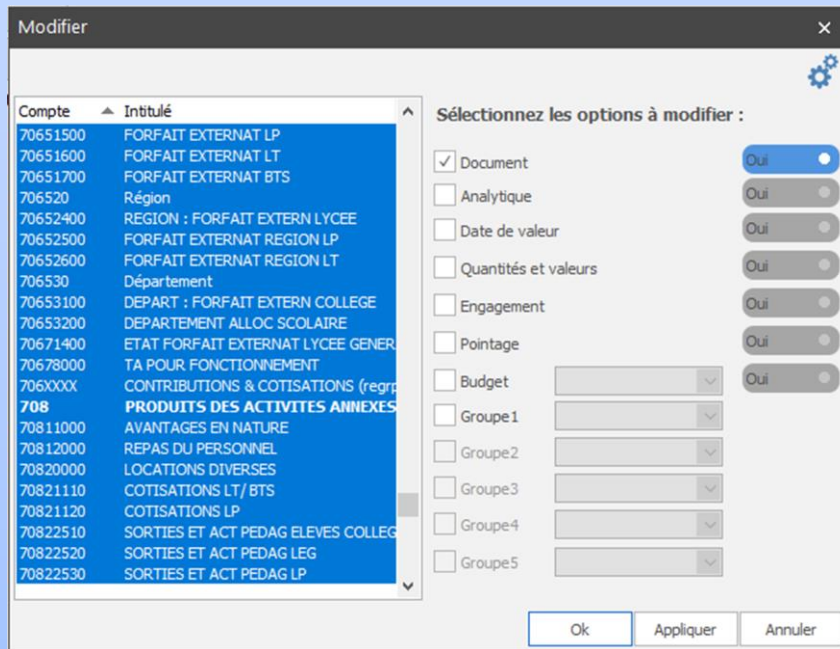 Modifier
Compte Intitulé
70651500 FORFAIT EXTERNAT LP
70651600 FORFAIT EXTERNAT LT
70651700 FORFAIT EXTERNAT BTS
706520 Région
70652400 REGION : FORFAIT EXTERN LYCEE
70652500 FORFAIT EXTERNAT REGION LP
70652600 FORFAIT EXTERNAT REGION LT
706530 Département
70653100 DEPART : FORFAIT EXTERN COLLEGE
70653200 DEPARTEMENT ALLOC SCOLAIRE
70671400 ETAT FORFAIT EXTERNAT LYCEE GENER
70678000 TA POUR FONCTIONNEMENT
706XXXX CONTRIBUTIONS & COTISATIONS (regrp
708 PRODUITS DES ACTIVITES ANNEXES
70811000 AVANTAGES EN NATURE
70812000 REPAS DU PERSONNEL
70820000 LOCATIONS DIVERSES
70821110 COTISATIONS LT/BTS
70821120 COTISATIONS LP
70822510 SORTIES ET ACT PEDAG ELEVES COLLEG
70822520 SORTIES ET ACT PEDAG LEG
70822530 SORTIES ET ACT PEDAG LP
Sélectionnez les options à modifier :
Document Oui
Analytique Oui
Date de valeur Oui
Quantités et valeurs Oui
Engagement Oui
Pointage Oui
Budget Oui
Groupe1
Groupe2
Groupe3
Groupe4
Groupe5
Ok Appliquer Annuler